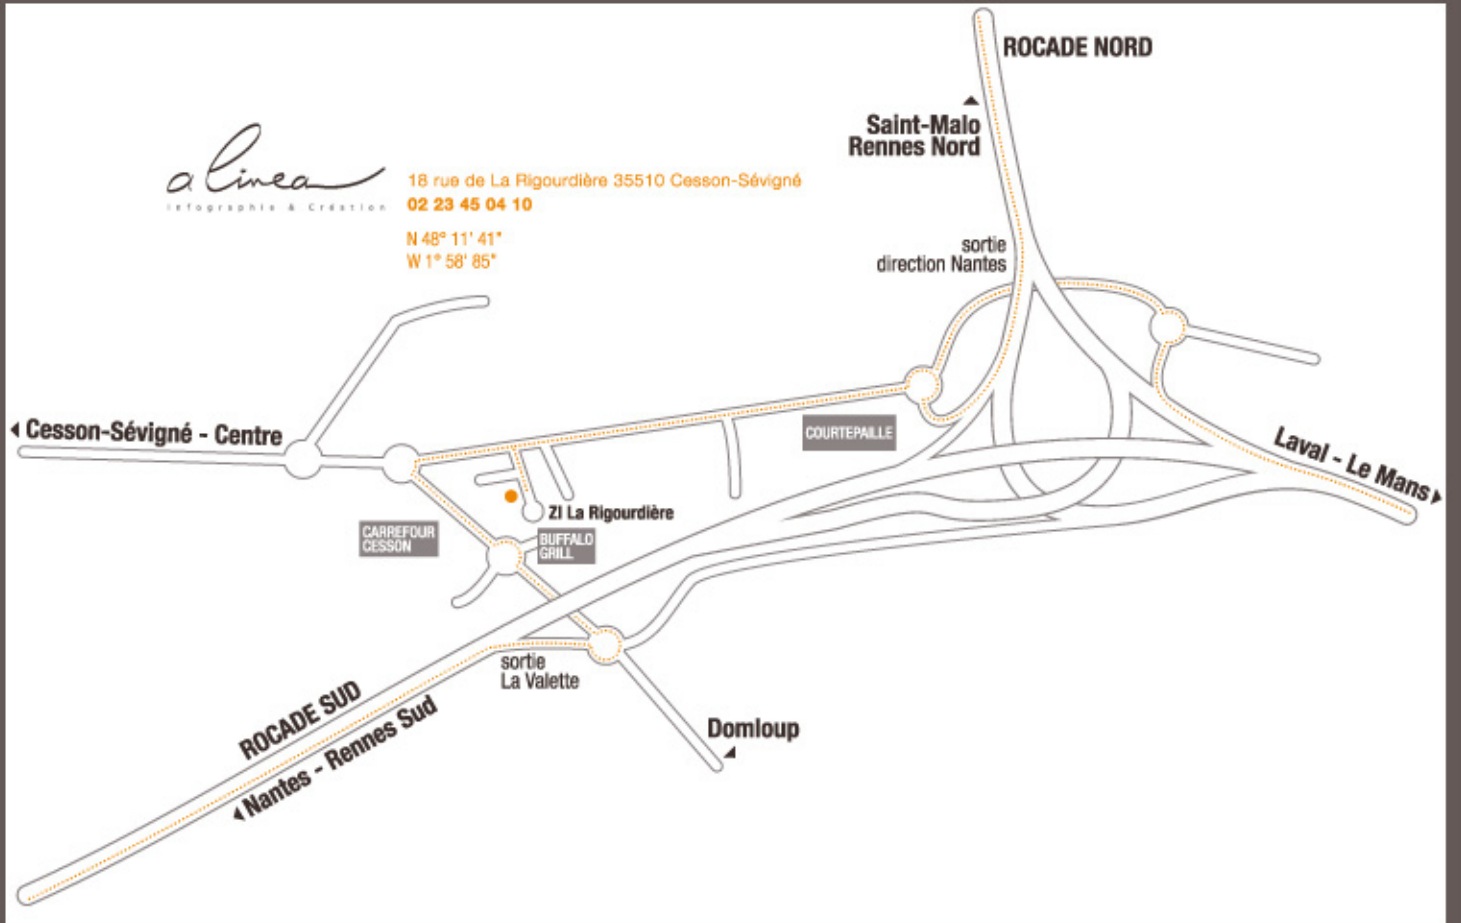 ROCADE NORD
Saint-Malo
Rennes Nord
a linea
infographie & Création
18 rue de La Rigourdière 35510 Cesson-Sévigné
02 23 45 04 10
N 48° 11' 41"
W 1° 58' 85"
sortie
direction Nantes
Cesson-Sévigné - Centre
COURTEPAILLE
Laval - Le Mans
ZI La Rigourdière
CARREFOUR
CESSON
BUFFALO
GRILL
sortie
La Valette
ROCADE SUD
Nantes - Rennes Sud
Domloup